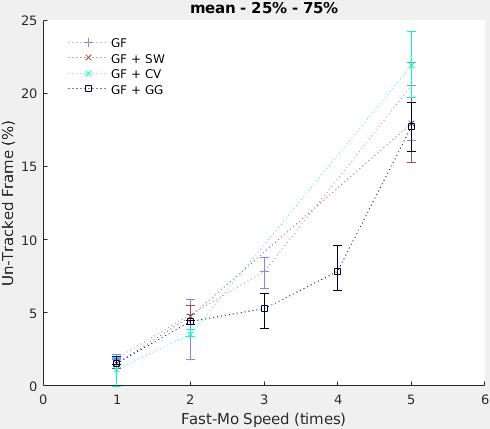 mean - 25% - 75%
25
20
15
10
5
0
Un-Tracked Frame (%)
GF
GF + SW
GF + CV
GF + GG
0 1 2 3 4 5 6
Fast-Mo Speed (times)